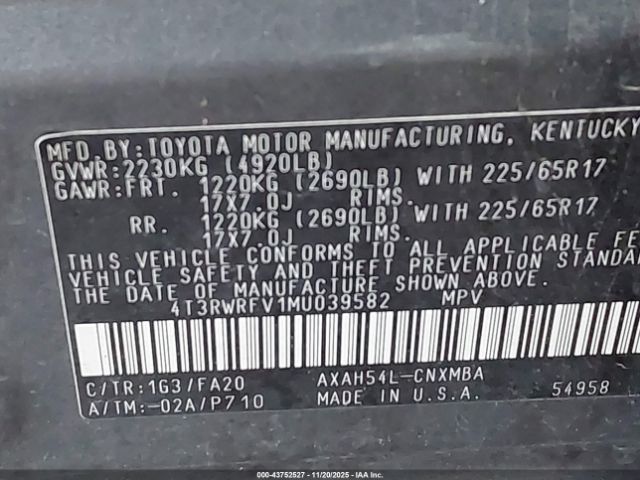 MFD.BY:TOYOTA MOTOR MANUFACTURING, KENTUCKY
GVWR:2230KG (4920LB)
GAWR:FRT. 1220KG (2690LB) WITH 225/65R17
17X7.0J RIMS.
RR. 1220KG (2690LB) WITH 225/65R17
17X7.0J RIMS.
THIS VEHICLE CONFORMS TO ALL APPLICABLE FE
VEHICLE SAFETY AND THEFT PREVENTION STANDA
THE DATE OF MANUFACTURE SHOWN ABOVE.
4T3RWRFV1MU039582 MPV
C/TR:1G3/FA20 AXAH54L-CNXMBA
A/TM:-02A/P710 MADE IN U.S.A. 54958
000-43752527 - 11/20/2025 - IAA Inc.